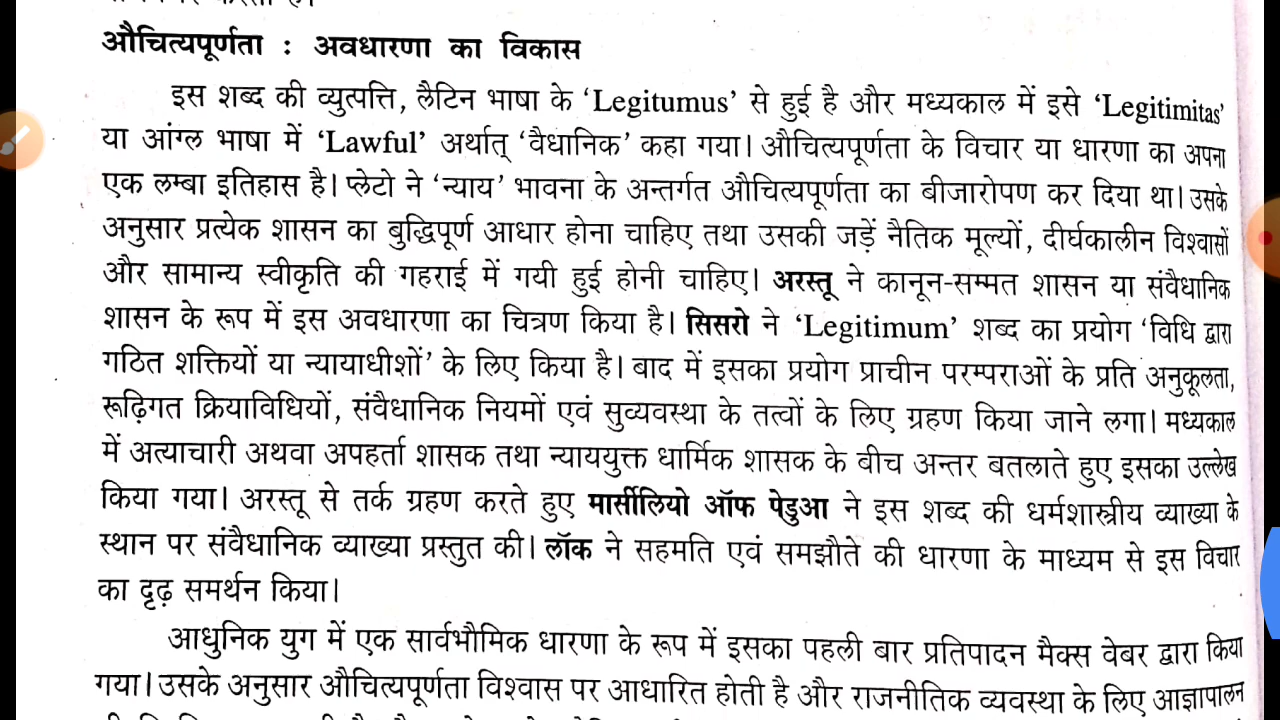 औचित्यपूर्णता : अवधारणा का विकास
इस शब्द की व्युत्पत्ति, लैटिन भाषा के ‘Legitumus’ से हुई है और मध्यकाल में इसे ‘Legitimitas’
या आंग्ल भाषा में ‘Lawful’ अर्थात् ‘वैधानिक’ कहा गया। औचित्यपूर्णता के विचार या धारणा का अपना
एक लम्बा इतिहास है। प्लेटो ने ‘न्याय’ भावना के अन्तर्गत औचित्यपूर्णता का बीजारोपण कर दिया था। उसके
अनुसार प्रत्येक शासन का बुद्धिपूर्ण आधार होना चाहिए तथा उसकी जड़ें नैतिक मूल्यों, दीर्घकालीन विश्वासों
और सामान्य स्वीकृति की गहराई में गयी हुई होनी चाहिए। अरस्तू ने कानून-सम्मत शासन या संवैधानिक
शासन के रूप में इस अवधारणा का चित्रण किया है। सिसरो ने ‘Legitimum’ शब्द का प्रयोग ‘विधि द्वारा
गठित शक्तियों या न्यायाधीशों’ के लिए किया है। बाद में इसका प्रयोग प्राचीन परम्पराओं के प्रति अनुकूलता,
रूढ़िगत क्रियाविधियों, संवैधानिक नियमों एवं सुव्यवस्था के तत्वों के लिए ग्रहण किया जाने लगा। मध्यकाल
में अत्याचारी अथवा अपहर्ता शासक तथा न्याययुक्त धार्मिक शासक के बीच अन्तर बतलाते हुए इसका उल्लेख
किया गया। अरस्तू से तर्क ग्रहण करते हुए मार्सीलियो ऑफ पेडुआ ने इस शब्द की धर्मशास्त्रीय व्याख्या के
स्थान पर संवैधानिक व्याख्या प्रस्तुत की। लॉक ने सहमति एवं समझौते की धारणा के माध्यम से इस विचार
का दृढ़ समर्थन किया।
आधुनिक युग में एक सार्वभौमिक धारणा के रूप में इसका पहली बार प्रतिपादन मैक्स वेबर द्वारा किया
गया। उसके अनुसार औचित्यपूर्णता विश्वास पर आधारित होती है और राजनीतिक व्यवस्था के लिए आज्ञापालन